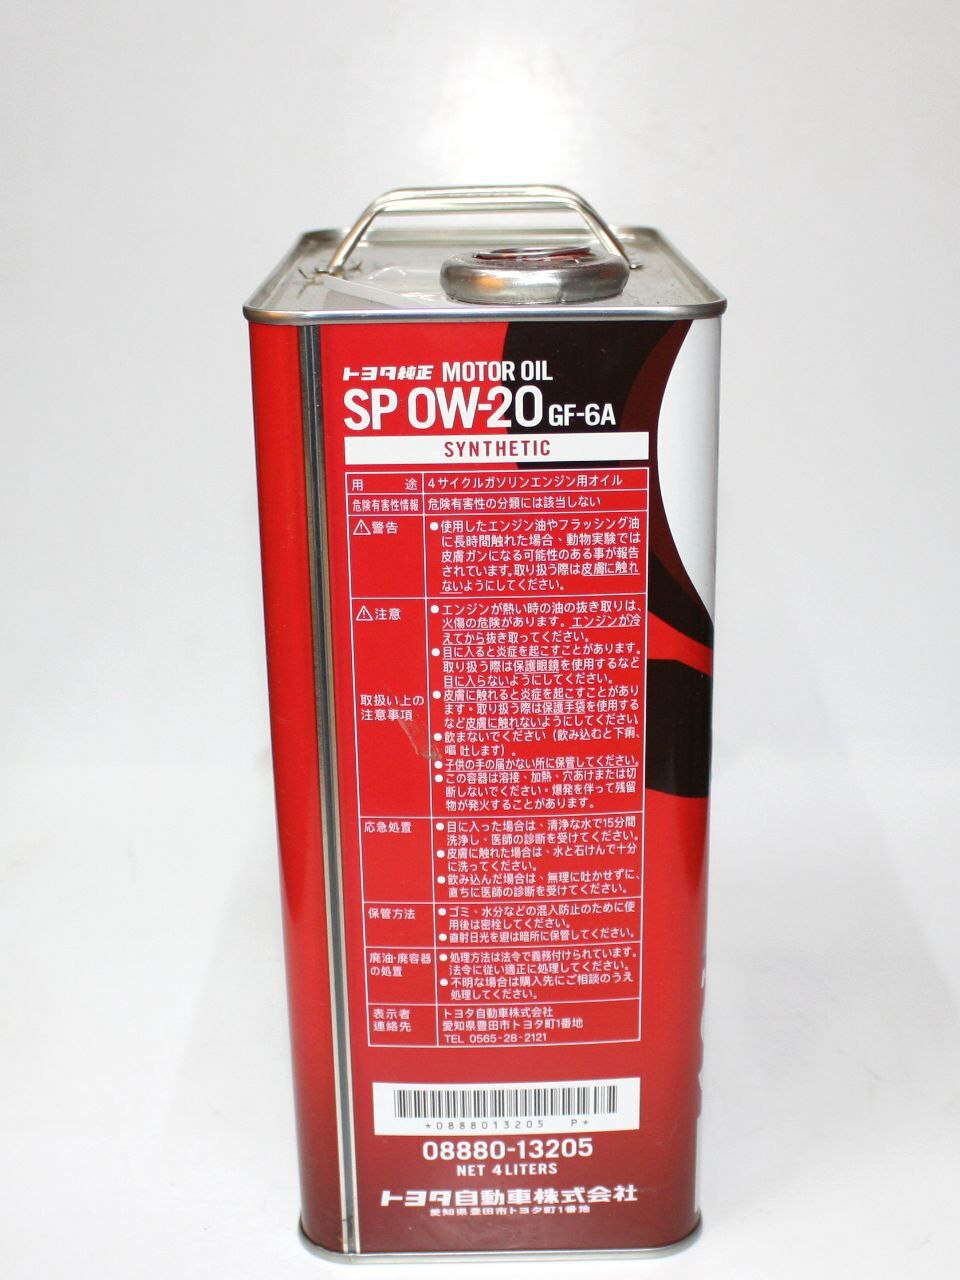 トヨタ純正 MOTOR OIL
SP 0W-20 GF-6A
SYNTHETIC
用途 4サイクルガソリンエンジン用オイル
危険有害性情報 危険有害性の分類には該当しない
⚠警告
●使用したエンジン油やフラッシング油
に長時間触れた場合、動物実験では
皮膚ガンになる可能性のある事が報告
されています。取り扱う際は皮膚に触れ
ないようにしてください。
⚠注意
取扱い上の
注意事項
●エンジンが熱い時の油の抜き取りは、
火傷の危険があります。エンジンが冷
えてから抜き取ってください。
●目に入ると炎症を起こすことがあります。
取り扱う際は保護眼鏡を使用するなど
目に入らないようにしてください。
●皮膚に触れると炎症を起こすことがあり
ます・取り扱う際は保護手袋を使用する
など皮膚に触れないようにしてください
●飲まないでください（飲み込むと下痢、
嘔吐します）。
●子供の手の届かない所に保管してください。
●この容器は溶接、加熱、穴あけまたは切
断しないでください・爆発を伴って残留
物が発火することがあります。
応急処置
●目に入った場合は、清浄な水で15分間
洗浄し、医師の診断を受けてください。
●皮膚に触れた場合は、水と石けんで十分
に洗ってください。
●飲み込んだ場合は、無理に吐かせずに、
直ちに医師の診断を受けてください。
保管方法
●ゴミ、水分などの混入防止のために使
用後は密栓してください。
●直射日光を避け暗所に保管してください。
廃油・廃容器
の処置
●処理方法は法令で義務付けられています。
法令に従い適正に処理してください。
●不明な場合は購入先にご相談のうえ
処理してください。
表示者
連絡先
トヨタ自動車株式会社
愛知県豊田市トヨタ町1番地
TEL 0565-28-2121
*0888013205 P*
08880-13205
NET 4 LITERS
トヨタ自動車株式会社
愛知県豊田市トヨタ町1番地